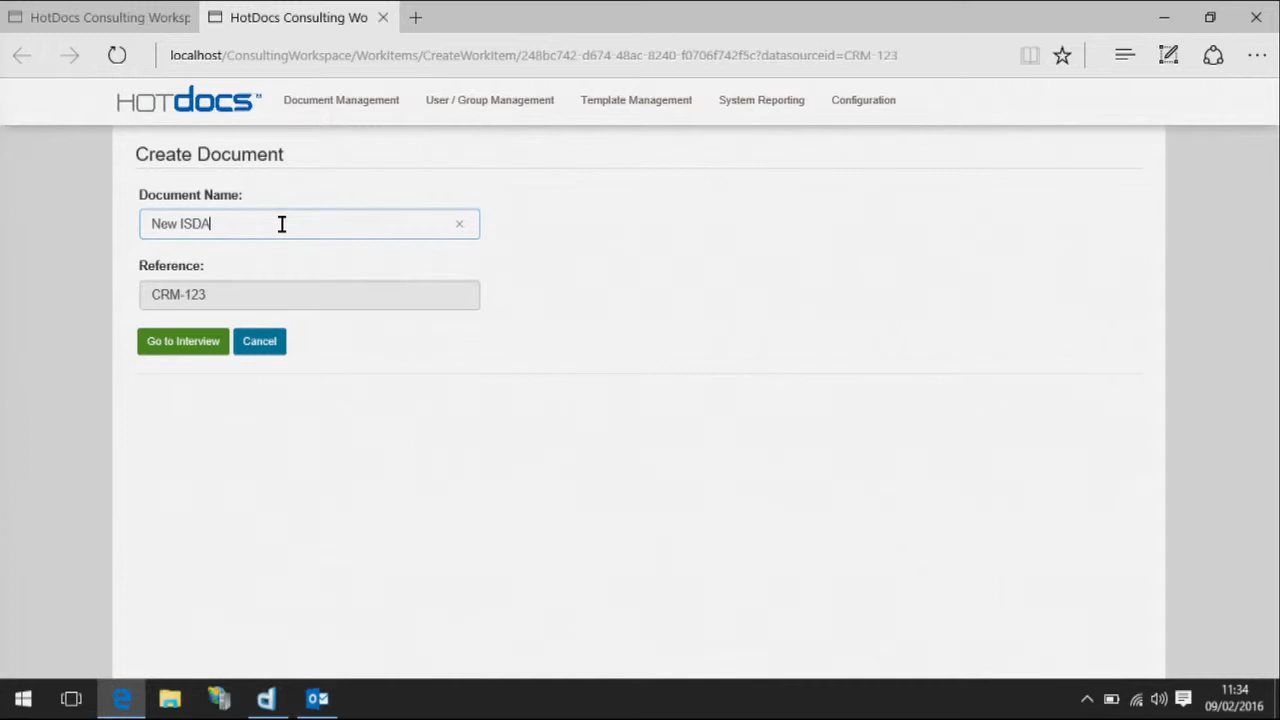 HotDocs Consulting Worksp
HotDocs Consulting Wo
localhost/ConsultingWorkspace/WorkItems/CreateWorkItem/248bc742-d674-48ac-8240-f0706f742f5c?datasourceid=CRM-123
HOTdocs™ Document Management User / Group Management Template Management System Reporting Configuration
Create Document
Document Name:
New ISDA
Reference:
CRM-123
Go to Interview Cancel
11:34
09/02/2016